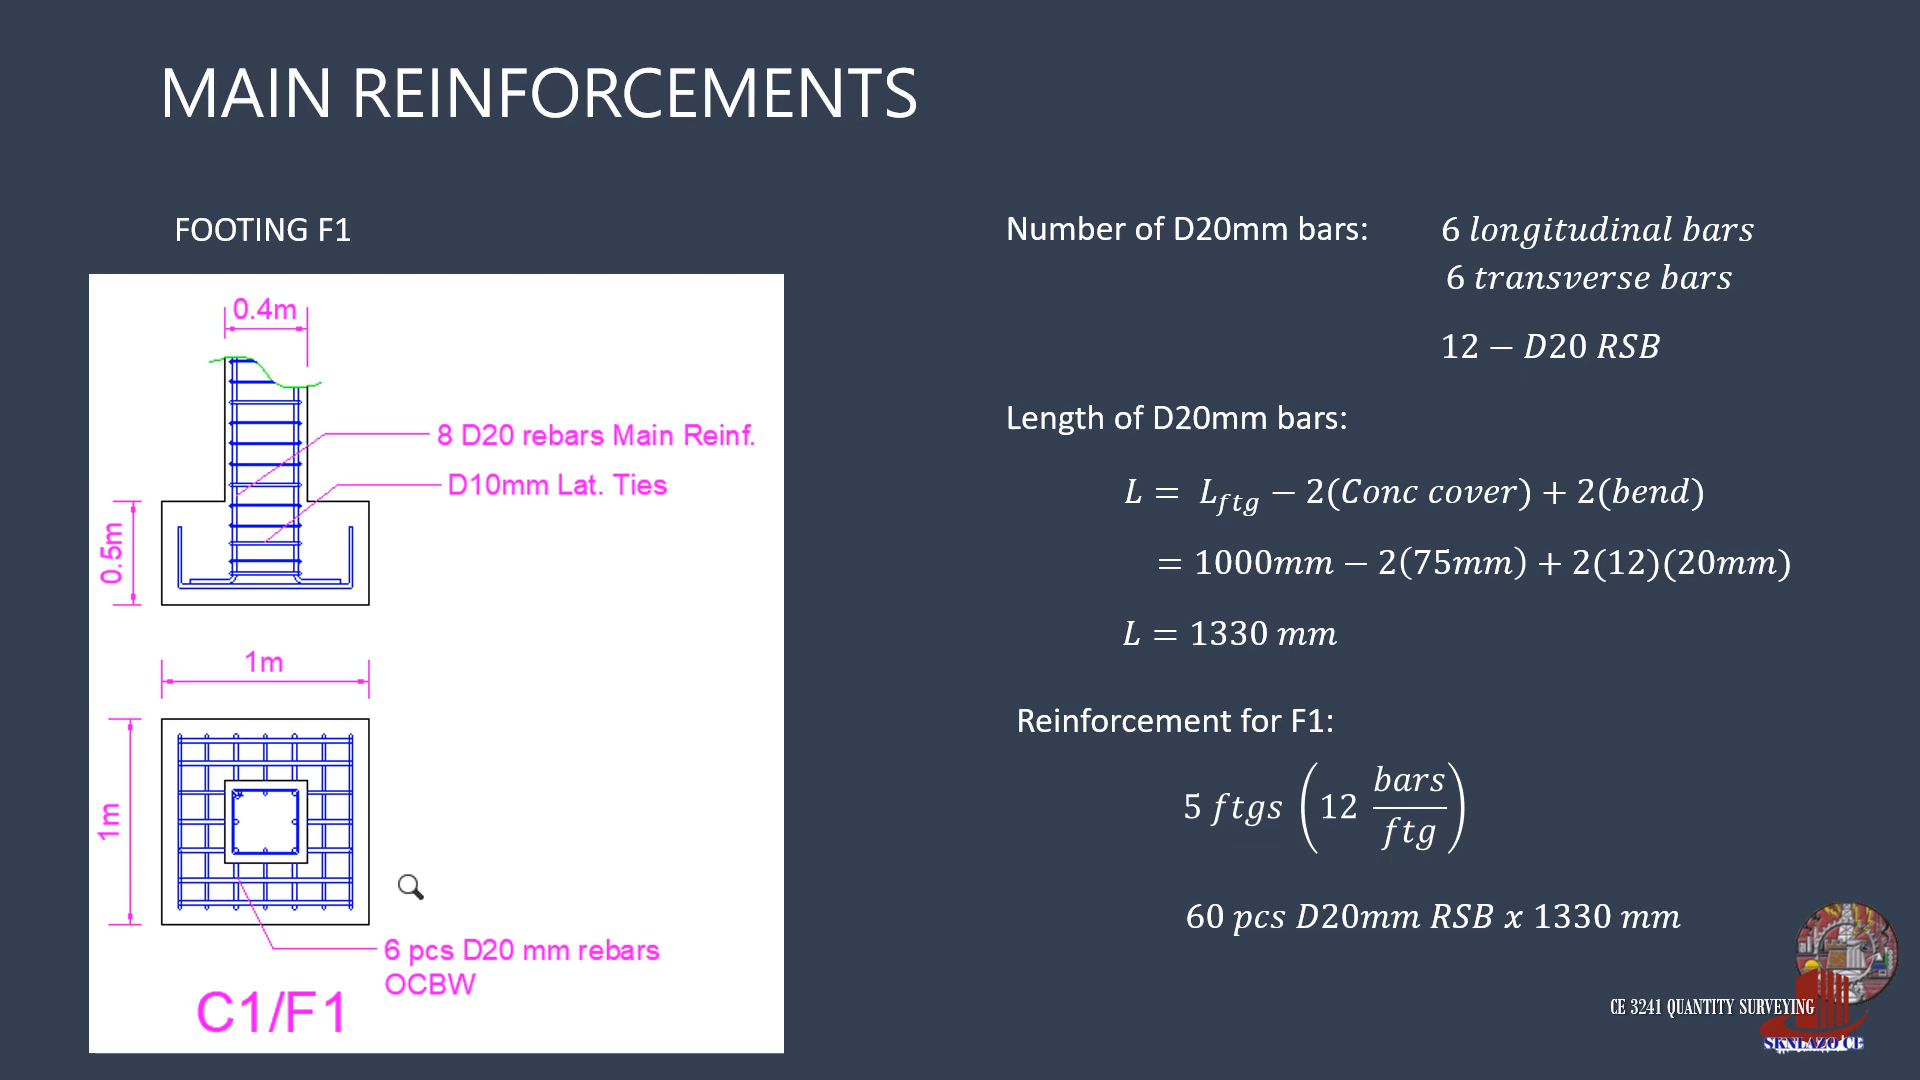 MAIN REINFORCEMENTS
FOOTING F1
0.4m
8 D20 rebars Main Reinf.
D10mm Lat. Ties
0.5m
1m
1m
6 pcs D20 mm rebars
OCBW
C1/F1
Number of D20mm bars: 6 longitudinal bars
6 transverse bars
12 − D20 RSB
Length of D20mm bars:
L = L_ftg − 2(Conc cover) + 2(bend)
= 1000mm − 2(75mm) + 2(12)(20mm)
L = 1330 mm
Reinforcement for F1:
5 ftgs (12 bars/ftg)
60 pcs D20mm RSB x 1330 mm
CE 3241 QUANTITY SURVEYING
SKNLAZO CE